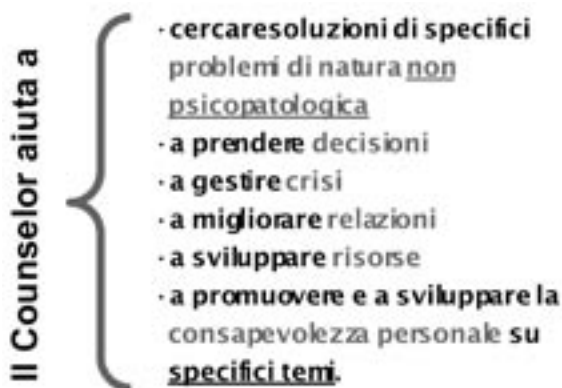 Il Counselor aiuta a
· cercaresoluzioni di specifici
problemi di natura non
psicopatologica
· a prendere decisioni
· a gestire crisi
· a migliorare relazioni
· a sviluppare risorse
· a promuovere e a sviluppare la
consapevolezza personale su
specifici temi.